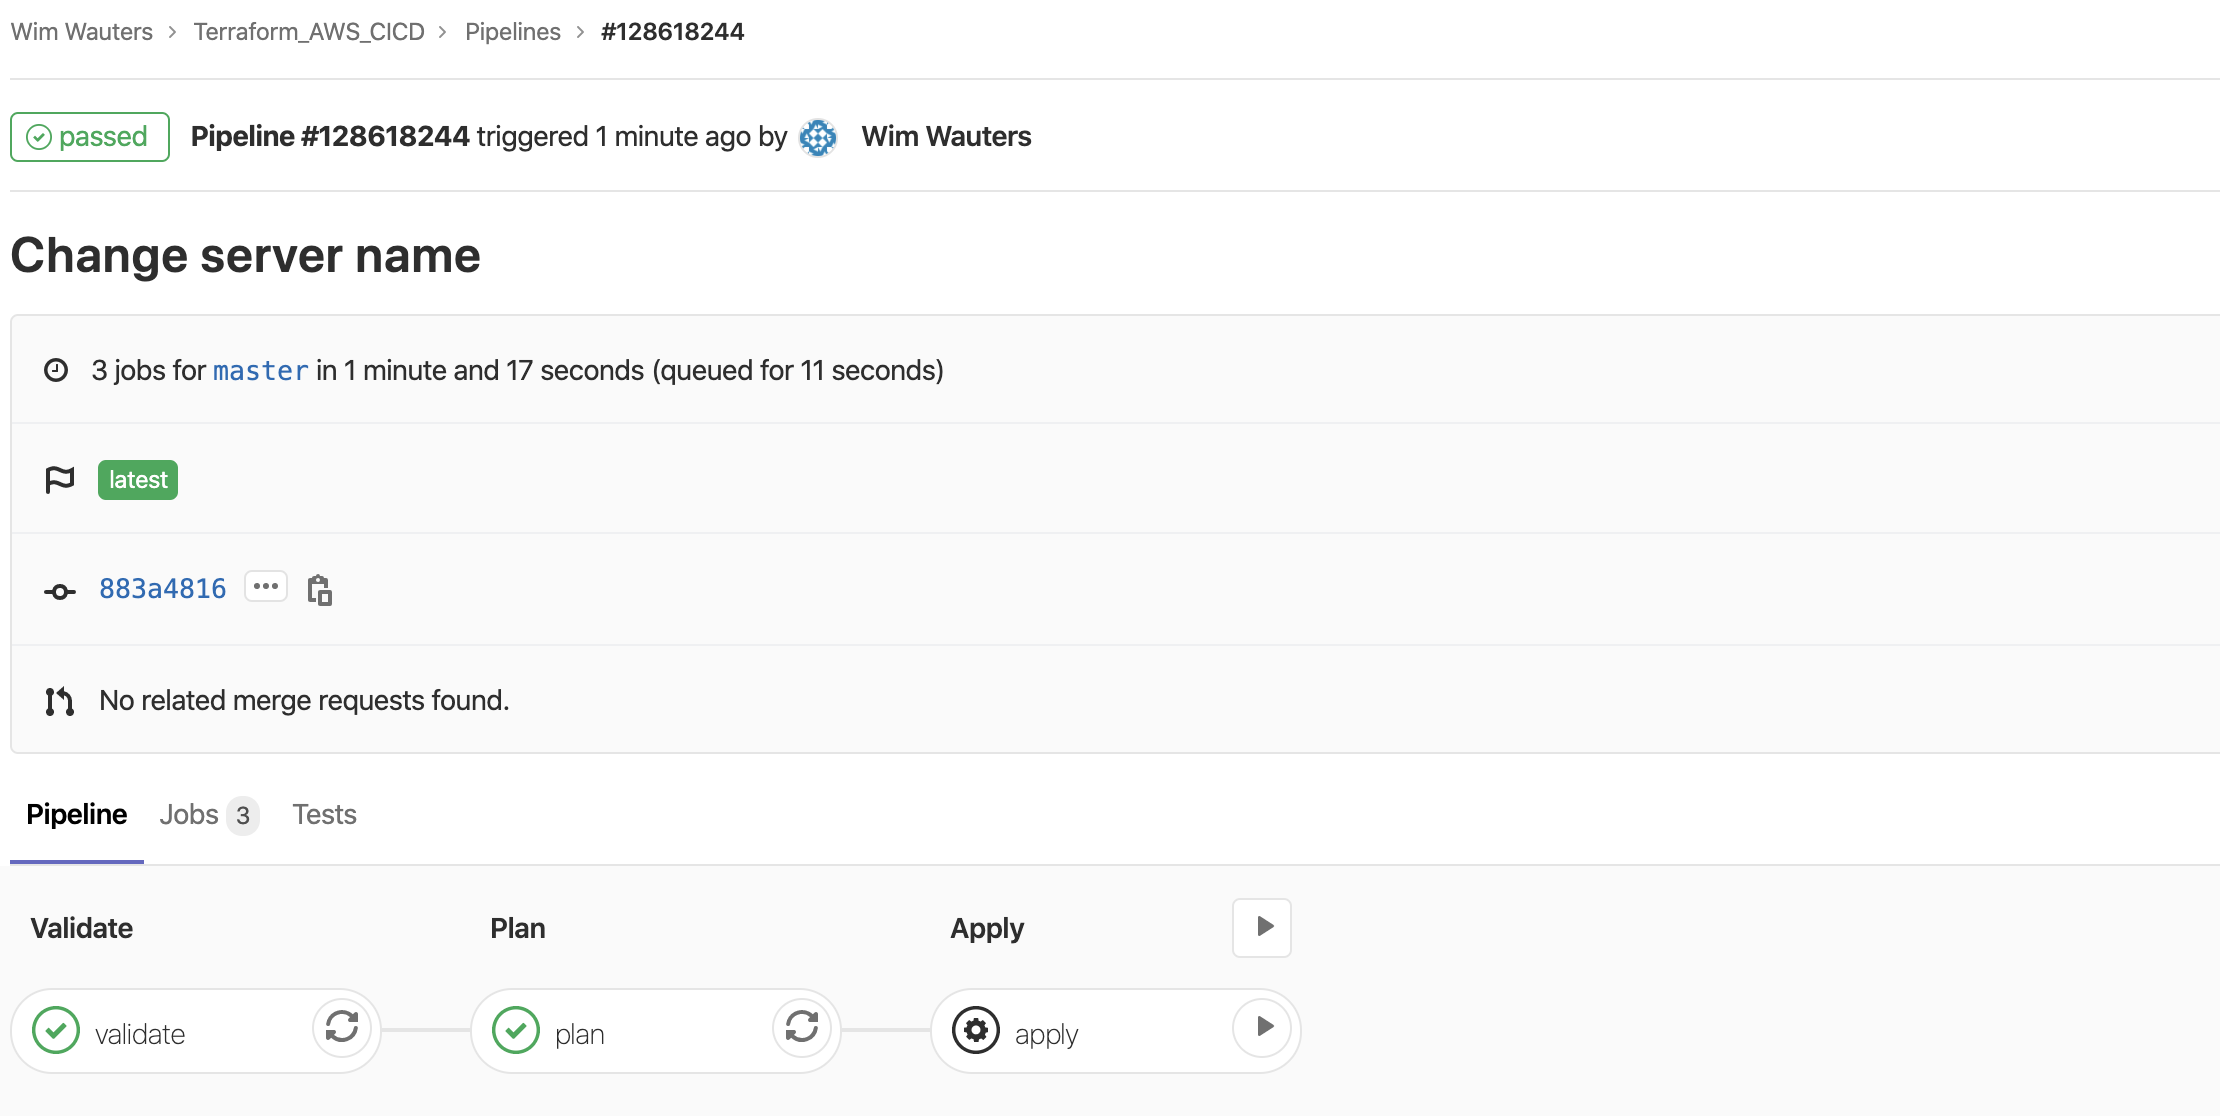 Wim Wauters > Terraform_AWS_CICD > Pipelines > #128618244
passed Pipeline #128618244 triggered 1 minute ago by Wim Wauters
Change server name
3 jobs for master in 1 minute and 17 seconds (queued for 11 seconds)
latest
883a4816
No related merge requests found.
Pipeline Jobs 3 Tests
Validate Plan Apply
validate plan apply